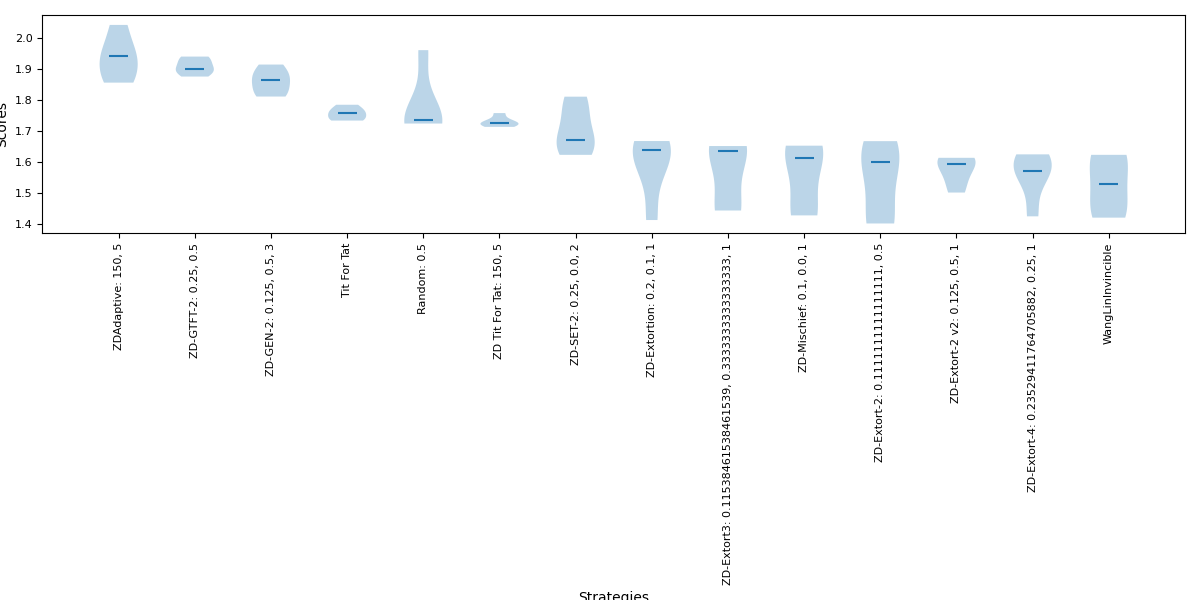 Scores
2.0
1.9
1.8
1.7
1.6
1.5
1.4
ZDAdaptive: 150, 5
ZD-GTFT-2: 0.25, 0.5
ZD-GEN-2: 0.125, 0.5, 3
Tit For Tat
Random: 0.5
ZD Tit For Tat: 150, 5
ZD-SET-2: 0.25, 0.0, 2
ZD-Extortion: 0.2, 0.1, 1
ZD-Extort3: 0.11538461538461539, 0.3333333333333333, 1
ZD-Mischief: 0.1, 0.0, 1
ZD-Extort-2: 0.1111111111111111, 0.5
ZD-Extort-2 v2: 0.125, 0.5, 1
ZD-Extort-4: 0.23529411764705882, 0.25, 1
WangLinInvincible
Strategies